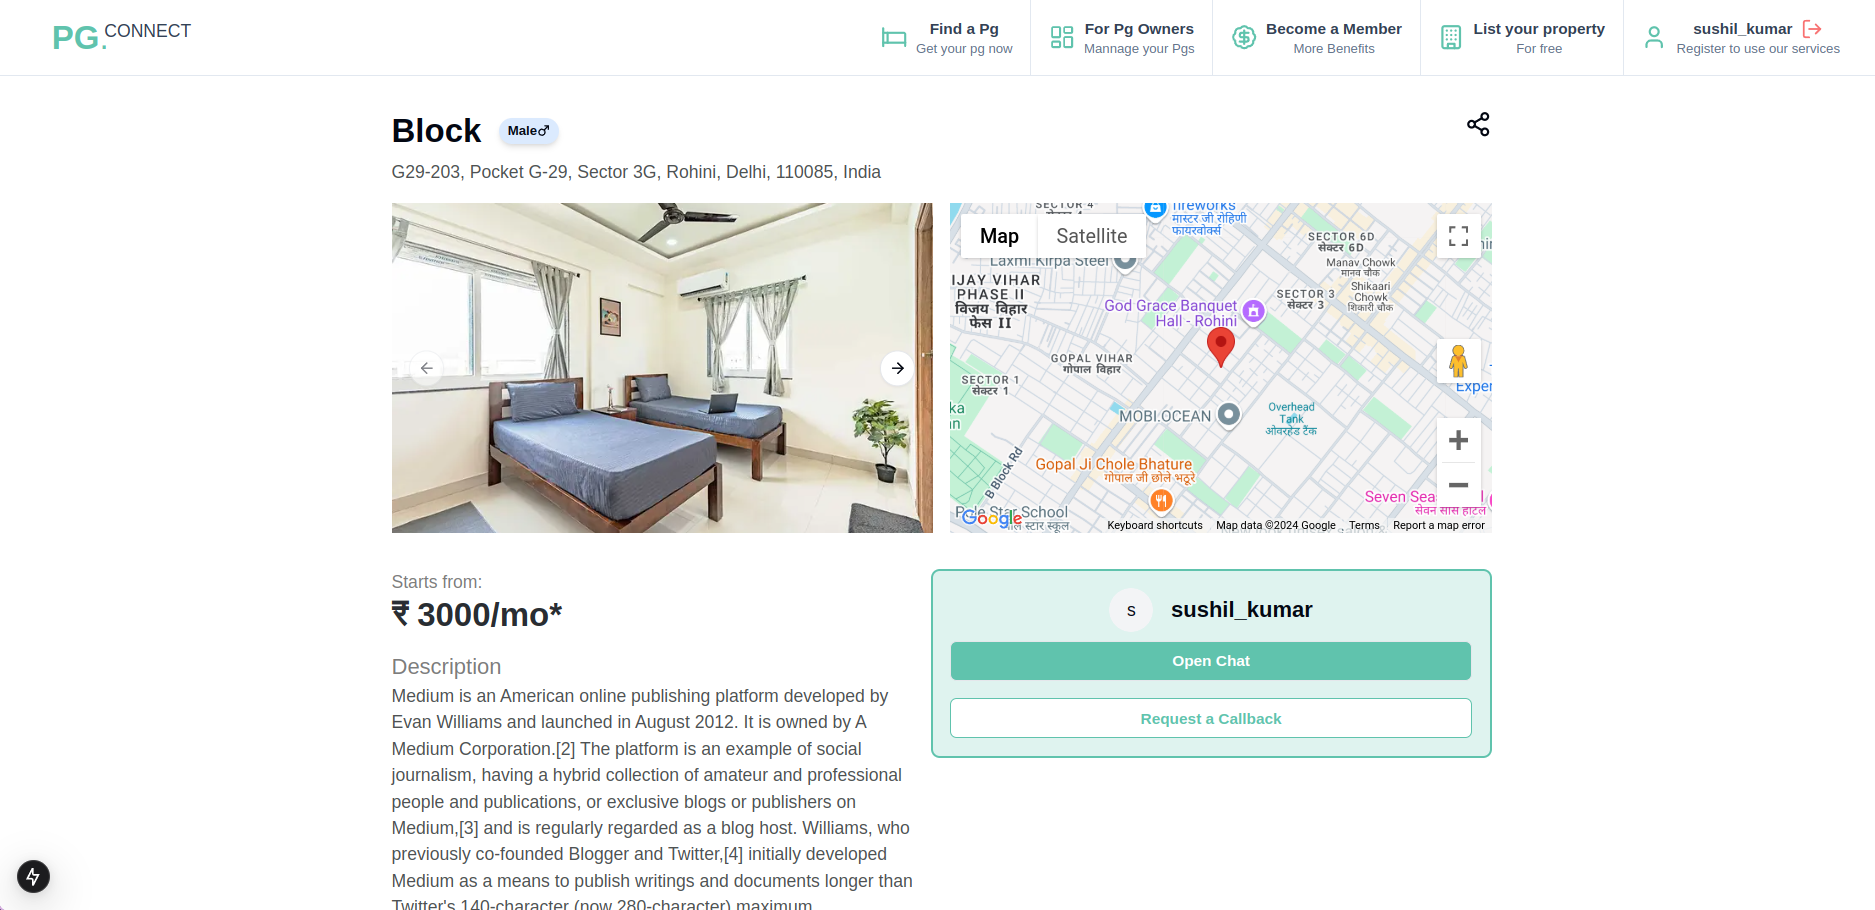 PG. CONNECT
Find a Pg
Get your pg now
For Pg Owners
Mannage your Pgs
Become a Member
More Benefits
List your property
For free
sushil_kumar
Register to use our services
Block
Male♂
G29-203, Pocket G-29, Sector 3G, Rohini, Delhi, 110085, India
Map
Satellite
SECTOR 4
fireworks
मास्टर जी रोहिणी
फायरवोर्क्स
Laxmi Kirpa Steel
SECTOR 6D
सेक्टर 6D
Manav Chowk
मानव चौक
Shikaari
Chowk
शिकारी चौक
IJAY VIHAR
PHASE II
विजय विहार
फेस II
God Grace Banquet
Hall - Rohini
SECTOR 3
सेक्टर 3
GOPAL VIHAR
गोपाल विहार
SECTOR 1
सेक्टर 1
Exper
MOBI.OCEAN
Overhead
Tank
ओवरहेड टैंक
B Block Rd
Gopal Ji Chole Bhature
गोपाल जी छोले भठूरे
Seven Seas
सेवन सीस होटल
Pole Star School
पोल स्टार स्कूल
Google
Keyboard shortcuts
Map data ©2024 Google
Terms
Report a map error
Starts from:
₹ 3000/mo*
s
sushil_kumar
Open Chat
Request a Callback
Description
Medium is an American online publishing platform developed by
Evan Williams and launched in August 2012. It is owned by A
Medium Corporation.[2] The platform is an example of social
journalism, having a hybrid collection of amateur and professional
people and publications, or exclusive blogs or publishers on
Medium,[3] and is regularly regarded as a blog host. Williams, who
previously co-founded Blogger and Twitter,[4] initially developed
Medium as a means to publish writings and documents longer than
Twitter's 140-character (now 280-character) maximum.